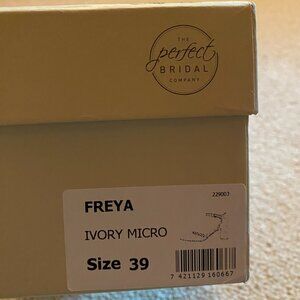 THE
perfect
BRIDAL
COMPANY
229003
FREYA
IVORY MICRO
Size 39
7 421129 160667